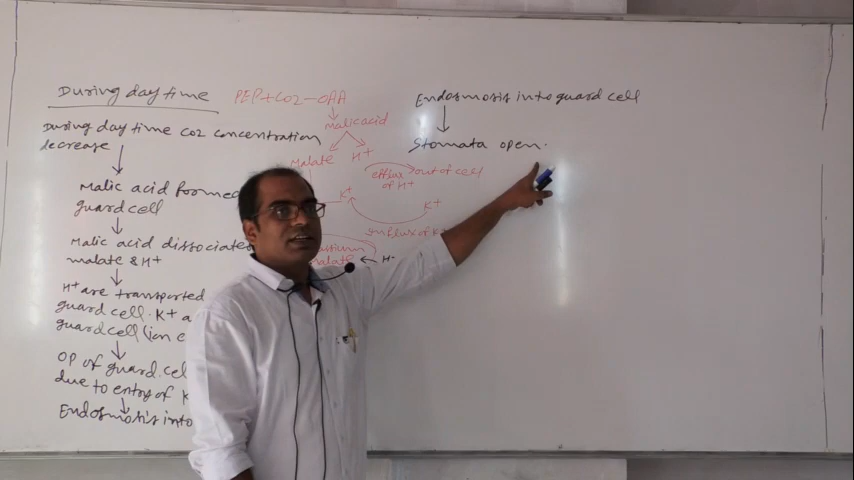 During day time
During day time CO2 concentration
decrease
Malic acid formed
guard cell
Malic acid dissociates
malate & H+
H+ are transported
guard cell. K+ a
guard cell (ion e
OP of guard cel
due to entry of K
Endosmosis into
PEP+CO2-OAA
Malic acid
Malate H+
efflux of H+ out of cell
K+ K+
Influx of K
malate H-
Endosmosis into guard cell
Stomata open.